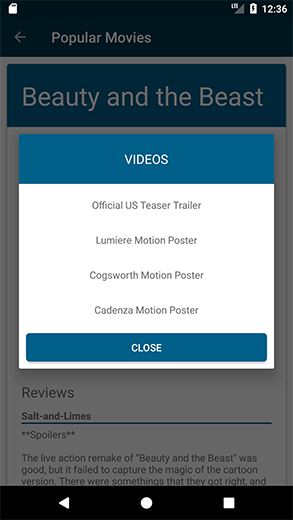 LTE 12:36
Popular Movies
Beauty and the Beast
VIDEOS
Official US Teaser Trailer
Lumiere Motion Poster
Cogsworth Motion Poster
Cadenza Motion Poster
CLOSE
Reviews
Salt-and-Limes
**Spoilers**
The live action remake of "Beauty and the Beast" was
good, but it failed to capture the magic of the cartoon
version. There were somethings that they got right, and